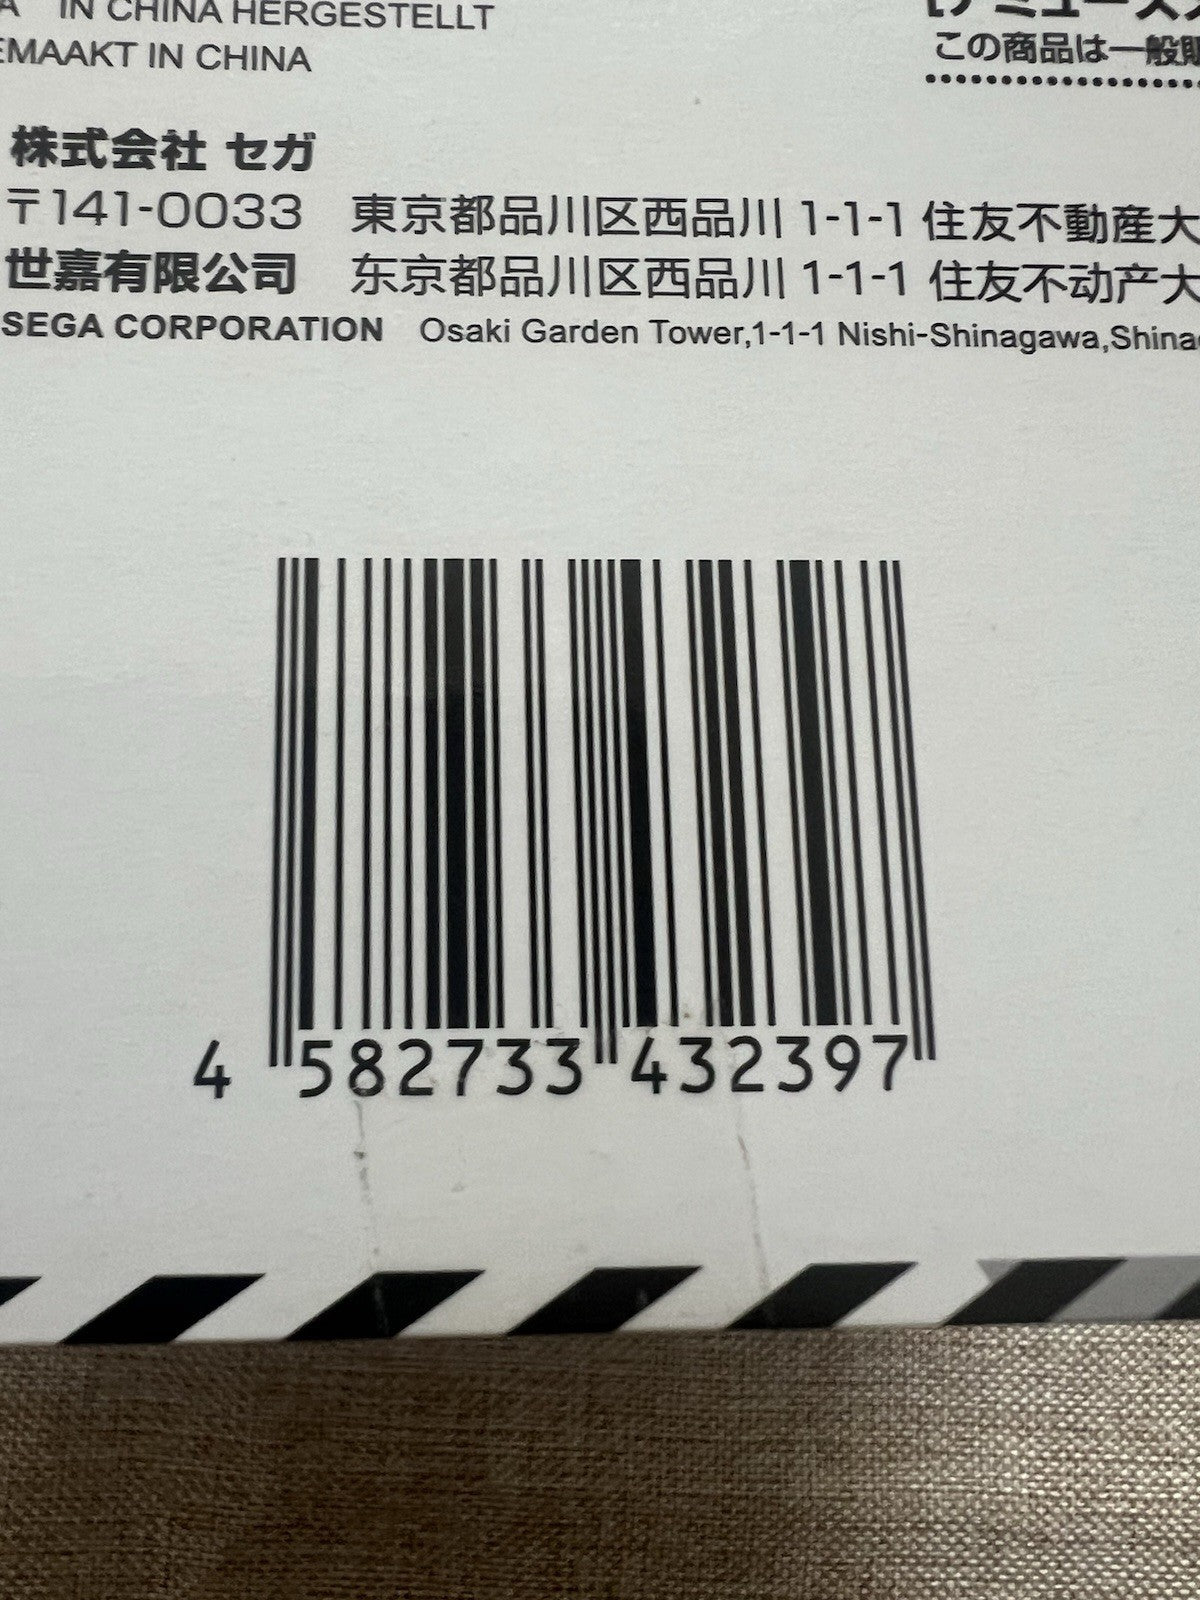 IN CHINA HERGESTELLT
IN CHINA
この商品は一般
株式会社 セガ
〒141-0033 東京都品川区西品川 1-1-1 住友不動産大
世嘉有限公司 东京都品川区西品川 1-1-1 住友不动产大
SEGA CORPORATION Osaki Garden Tower,1-1-1 Nishi-Shinagawa,
4 582733 432397